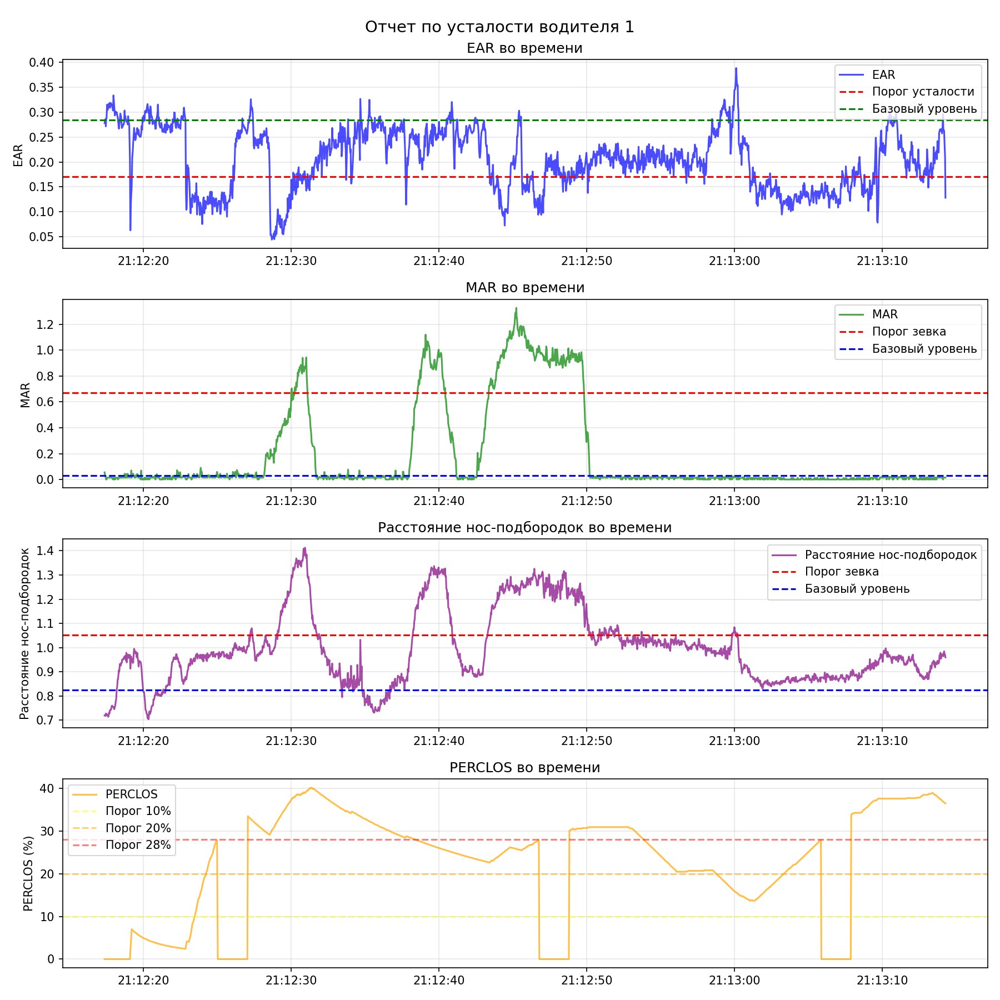 Отчет по усталости водителя 1
EAR во времени
EAR
0.40
0.35
0.30
0.25
0.20
0.15
0.10
0.05
EAR
Порог усталости
Базовый уровень
21:12:20 21:12:30 21:12:40 21:12:50 21:13:00 21:13:10
MAR во времени
MAR
1.2
1.0
0.8
0.6
0.4
0.2
0.0
MAR
Порог зевка
Базовый уровень
21:12:20 21:12:30 21:12:40 21:12:50 21:13:00 21:13:10
Расстояние нос-подбородок во времени
Расстояние нос-подбородок
1.4
1.3
1.2
1.1
1.0
0.9
0.8
0.7
Расстояние нос-подбородок
Порог зевка
Базовый уровень
21:12:20 21:12:30 21:12:40 21:12:50 21:13:00 21:13:10
PERCLOS во времени
PERCLOS (%)
40
30
20
10
0
PERCLOS
Порог 10%
Порог 20%
Порог 28%
21:12:20 21:12:30 21:12:40 21:12:50 21:13:00 21:13:10